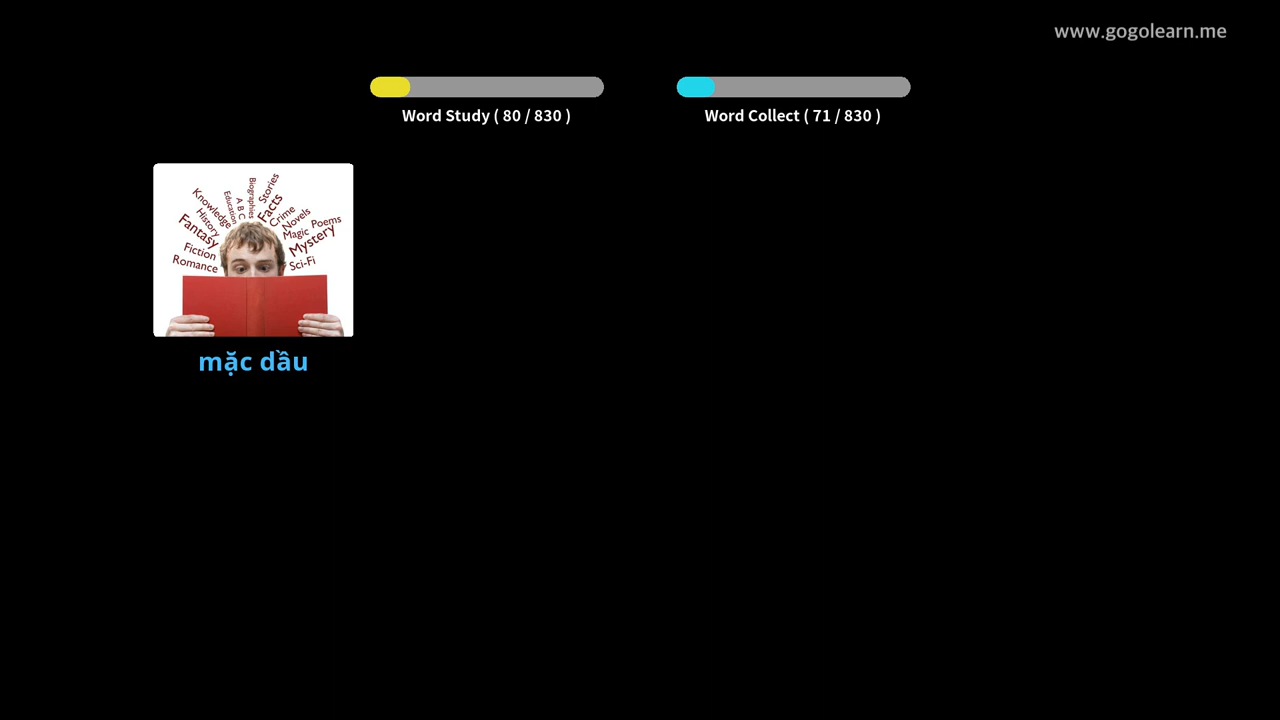 www.gogolearn.me
Word Study ( 80 / 830 )
Word Collect ( 71 / 830 )
Stories
Biographies
Facts
A B C
Education
Knowledge
Crime
History
Novels
Poems
Fantasy
Magic
Mystery
Fiction
Sci-Fi
Romance
mặc dầu